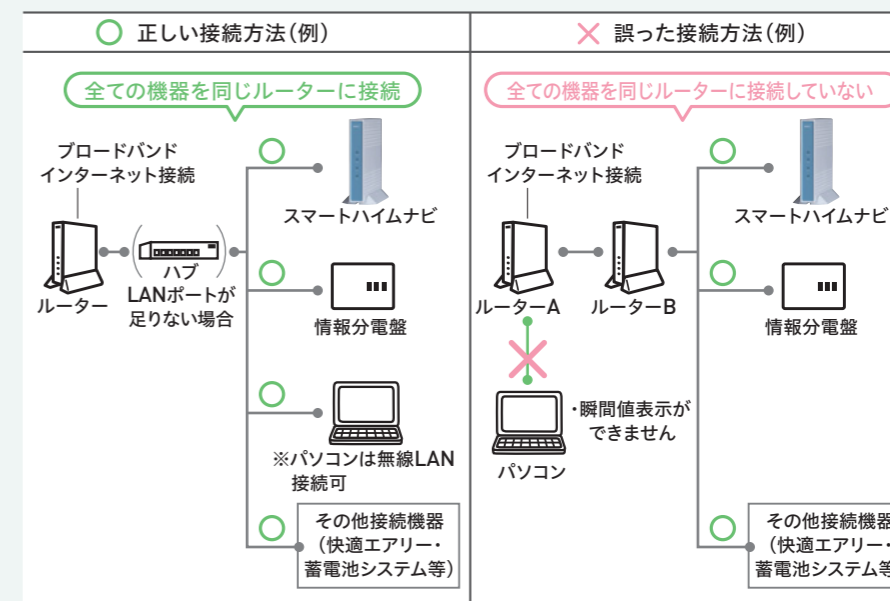 正しい接続方法（例）
全ての機器を同じルーターに接続
ブロードバンド
インターネット接続
スマートハイムナビ
ルーター
ハブ
LANポートが
足りない場合
情報分電盤
※パソコンは無線LAN
接続可
その他接続機器
（快適エアリー・
蓄電池システム等）
誤った接続方法（例）
全ての機器を同じルーターに接続していない
ブロードバンド
インターネット接続
スマートハイムナビ
ルーターA
ルーターB
情報分電盤
・瞬間値表示が
できません
パソコン
その他接続機器
（快適エアリー・
蓄電池システム等